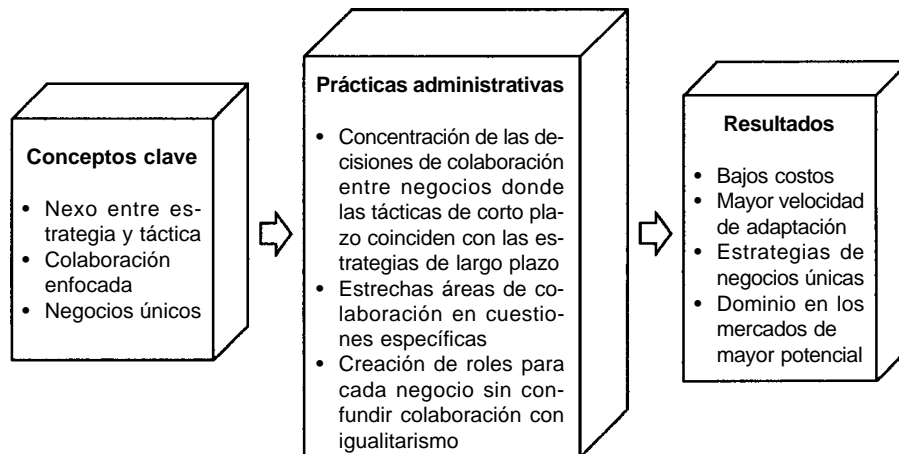 Conceptos clave
• Nexo entre es-
trategia y táctica
• Colaboración
enfocada
• Negocios únicos
Prácticas administrativas
• Concentración de las de-
cisiones de colaboración
entre negocios donde
las tácticas de corto pla-
zo coinciden con las es-
trategias de largo plazo
• Estrechas áreas de co-
laboración en cuestio-
nes específicas
• Creación de roles para
cada negocio sin con-
fundir colaboración con
igualitarismo
Resultados
• Bajos costos
• Mayor velocidad
de adaptación
• Estrategias de
negocios únicas
• Dominio en los
mercados de
mayor potencial